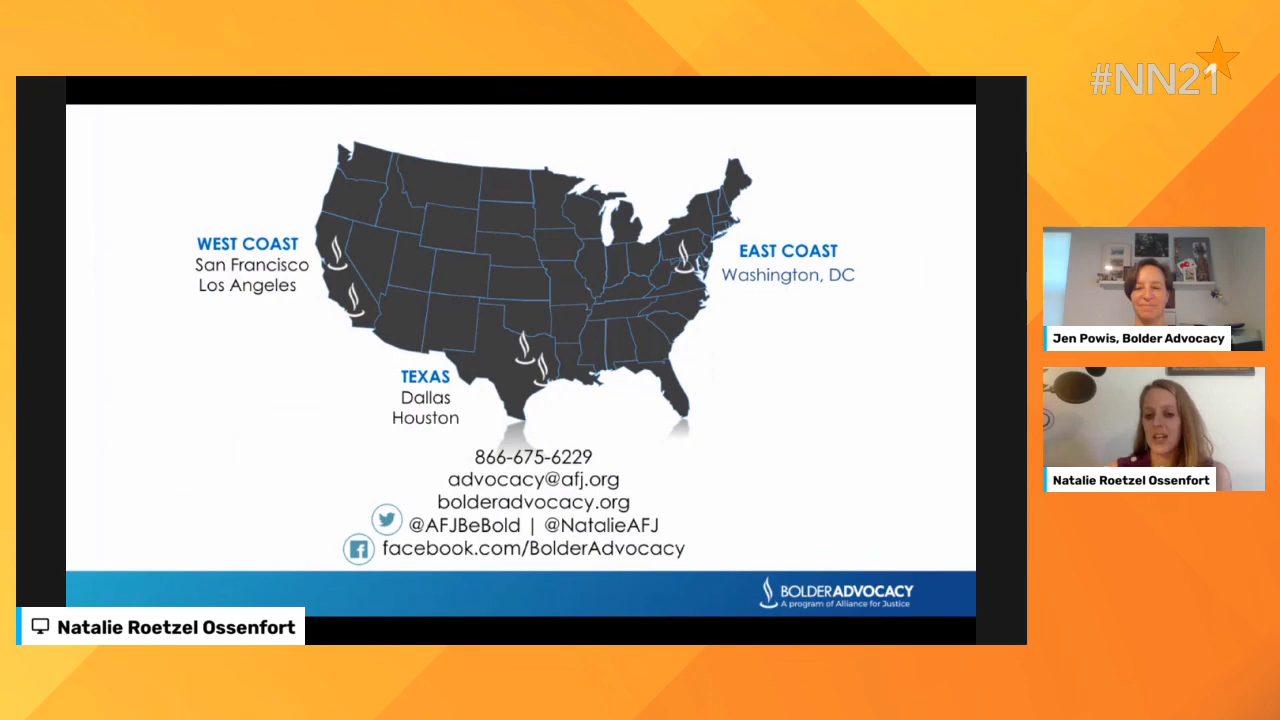 #NN21
WEST COAST
San Francisco
Los Angeles
EAST COAST
Washington, DC
TEXAS
Dallas
Houston
866-675-6229
advocacy@afj.org
bolderadvocacy.org
@AFJBeBold | @NatalieAFJ
facebook.com/BolderAdvocacy
BOLDERADVOCACY
A program of Alliance for Justice
Natalie Roetzel Ossenfort
Jen Powis, Bolder Advocacy
Natalie Roetzel Ossenfort